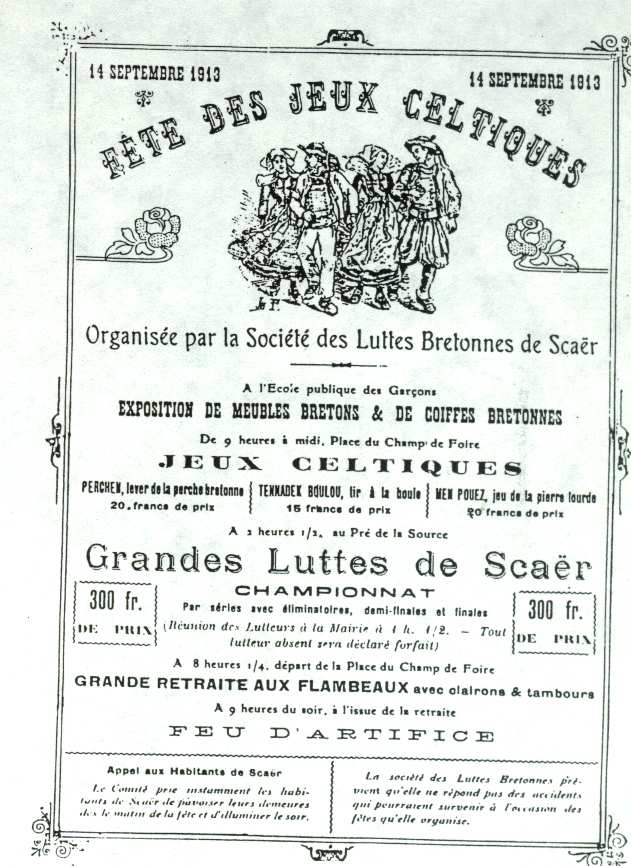 14 SEPTEMBRE 1913
14 SEPTEMBRE 1913
FÊTE DES JEUX CELTIQUES
Organisée par la Société des Luttes Bretonnes de Scaër
A l'Ecole publique des Garçons
EXPOSITION DE MEUBLES BRETONS & DE COIFFES BRETONNES
De 9 heures à midi, Place du Champ de Foire
JEUX CELTIQUES
PERCHEN, lever de la perche bretonne
20 francs de prix
TENNADEK BOULOU, tir à la boule
15 francs de prix
MEN POUEZ, jeu de la pierre lourde
20 francs de prix
A 2 heures 1/2, au Pré de la Source
Grandes Luttes de Scaër
CHAMPIONNAT
300 fr.
DE PRIX
Par séries avec éliminatoires, demi-finales et finales
(Réunion des Lutteurs à la Mairie à 1 h. 1/2. — Tout
lutteur absent sera déclaré forfait)
300 fr.
DE PRIX
A 8 heures 1/4, départ de la Place du Champ de Foire
GRANDE RETRAITE AUX FLAMBEAUX avec clairons & tambours
A 9 heures du soir, à l'issue de la retraite
FEU D'ARTIFICE
Appel aux Habitants de Scaër
Le Comité prie instamment les habi-
tants de Scaër de pavoiser leurs demeures
dès le matin de la fête et d'illuminer le soir.
La société des Luttes Bretonnes pré-
vient qu'elle ne répond pas des accidents
qui pourraient survenir à l'occasion des
fêtes qu'elle organise.